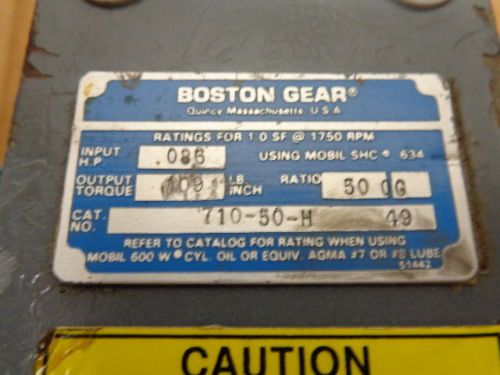 BOSTON GEAR®
Quincy Massachusetts U S A
RATINGS FOR 1 0 SF @ 1750 RPM
INPUT H.P. .086 USING MOBIL SHC® 634
OUTPUT TORQUE LB INCH RATIO 50 OG
CAT. NO. 710-50-H 49
REFER TO CATALOG FOR RATING WHEN USING
MOBIL 600 W® CYL. OIL OR EQUIV. AGMA #7 OR #8 LUBE
51442
CAUTION